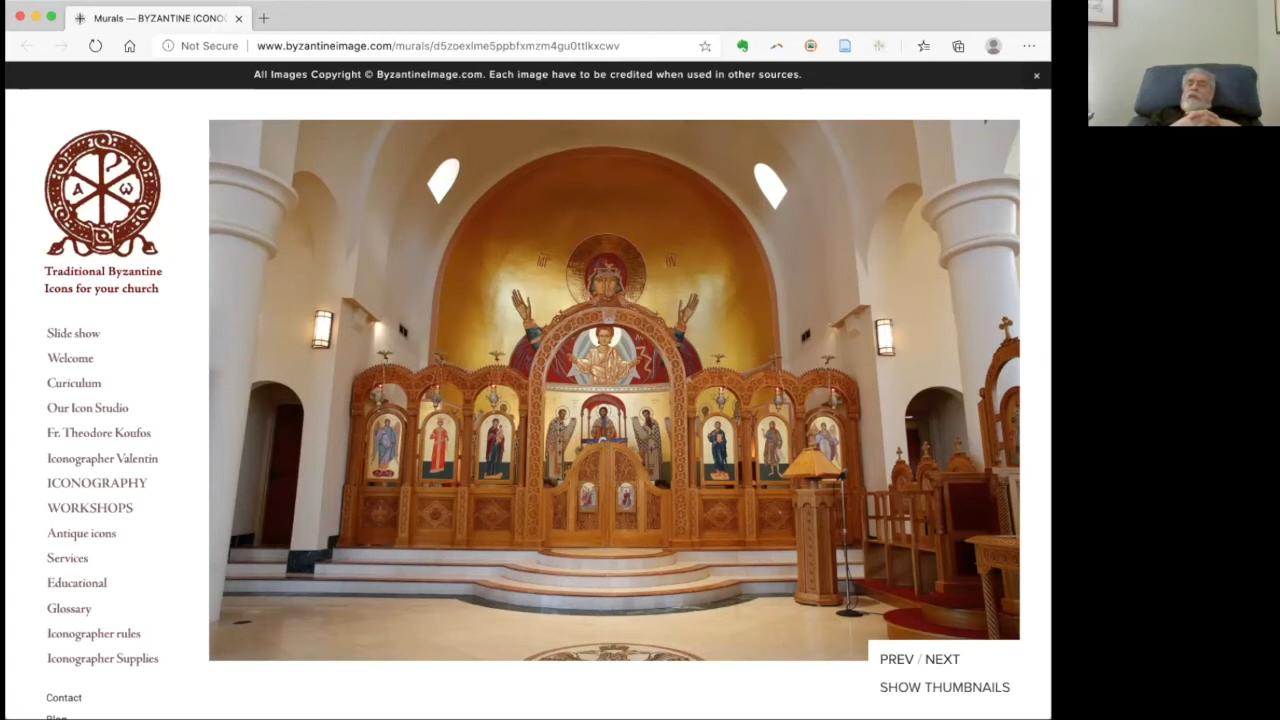 Murals — BYZANTINE ICONO
Not Secure
www.byzantineimage.com/murals/d5zoexlme5ppbfxmzm4gu0ttlkxcwv
All Images Copyright © ByzantineImage.com. Each image have to be credited when used in other sources.
Α ω
Traditional Byzantine
Icons for your church
Slide show
Welcome
Curiculum
Our Icon Studio
Fr. Theodore Koufos
Iconographer Valentin
ICONOGRAPHY
WORKSHOPS
Antique icons
Services
Educational
Glossary
Iconographer rules
Iconographer Supplies
Contact
Blog
PREV / NEXT
SHOW THUMBNAILS